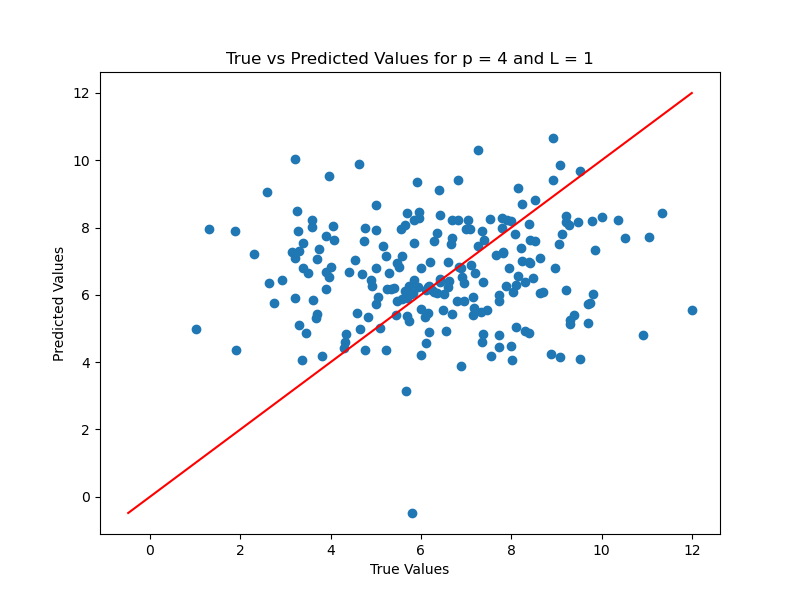 True vs Predicted Values for p = 4 and L = 1
12
10
8
6
4
2
0
Predicted Values
0 2 4 6 8 10 12
True Values